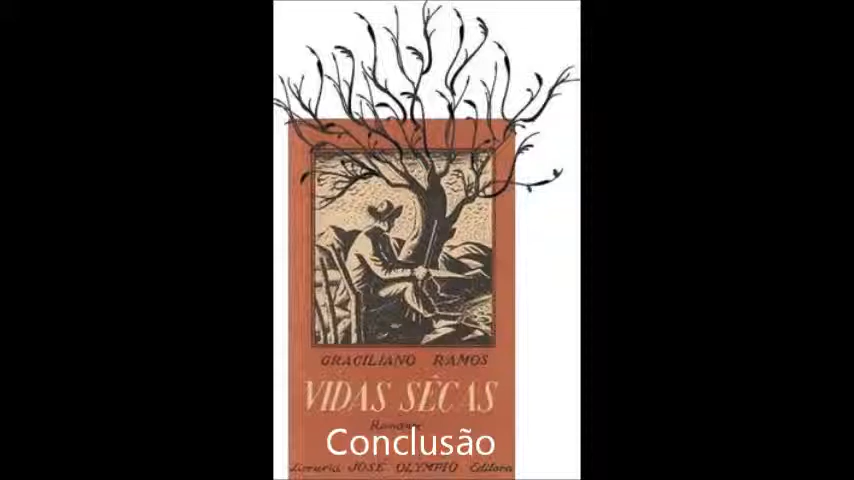 GRACILIANO RAMOS
VIDAS SÊCAS
Romance
Conclusão
Livraria JOSÉ OLYMPIO Editora